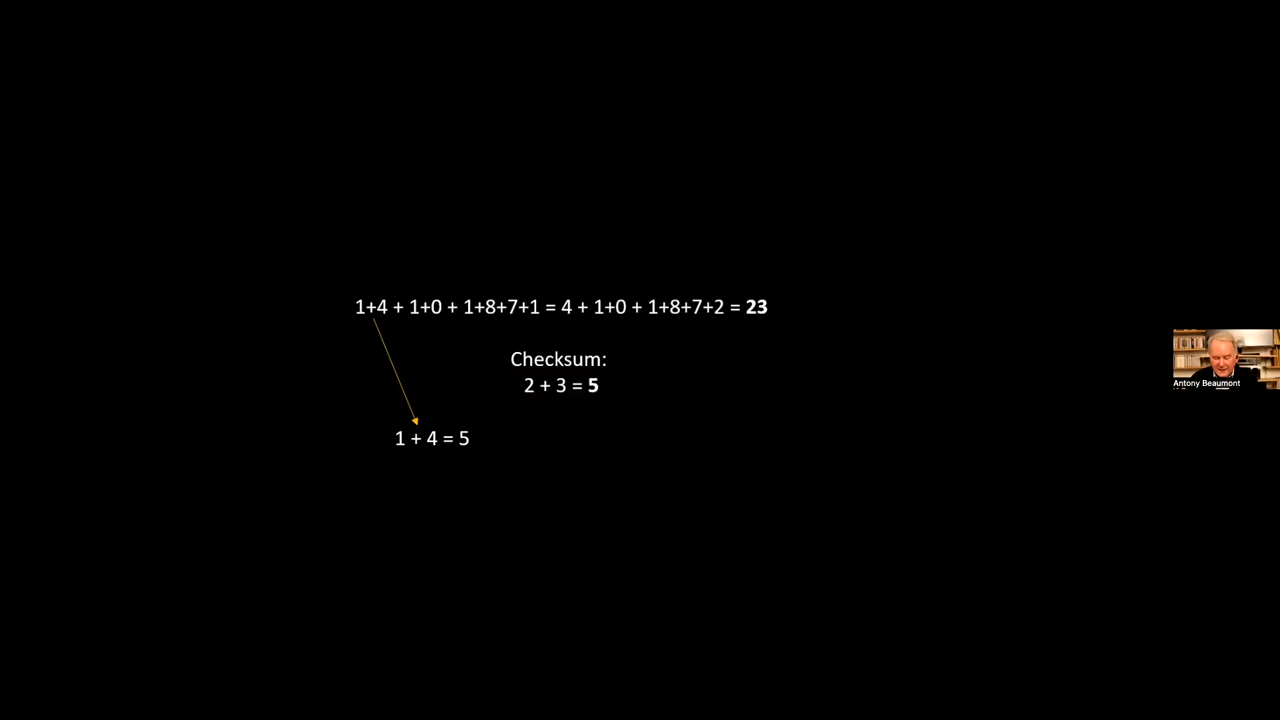 1+4 + 1+0 + 1+8+7+1 = 4 + 1+0 + 1+8+7+2 = 23
Checksum:
2 + 3 = 5
Antony Beaumont
1 + 4 = 5